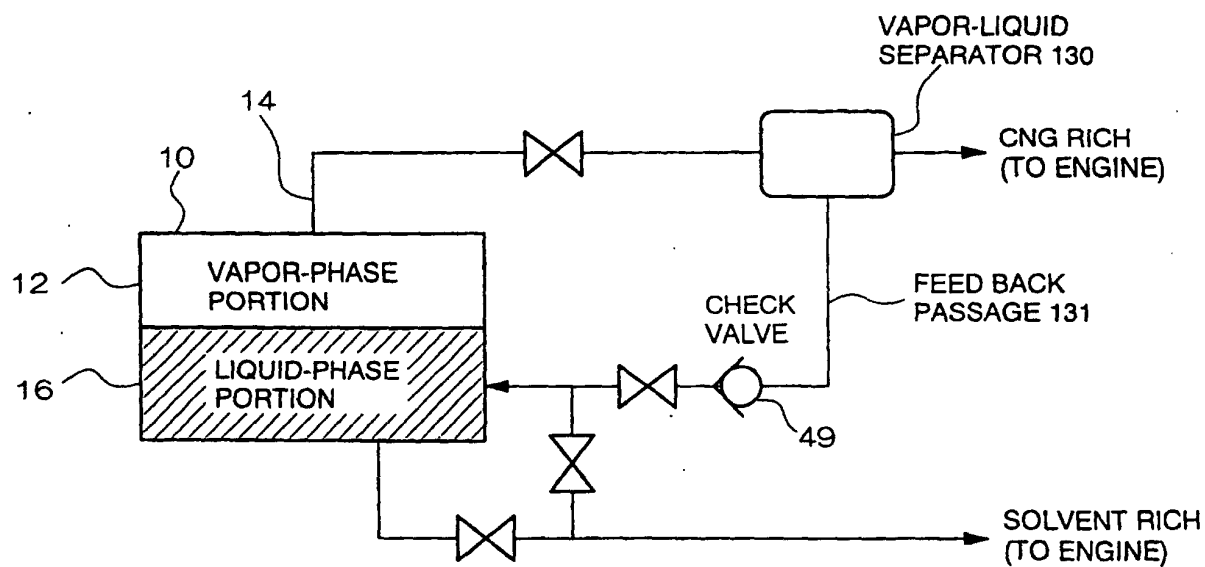 VAPOR-LIQUID
SEPARATOR 130
14
CNG RICH
(TO ENGINE)
10
12
VAPOR-PHASE
PORTION
FEED BACK
PASSAGE 131
CHECK
VALVE
16
LIQUID-PHASE
PORTION
49
SOLVENT RICH
(TO ENGINE)